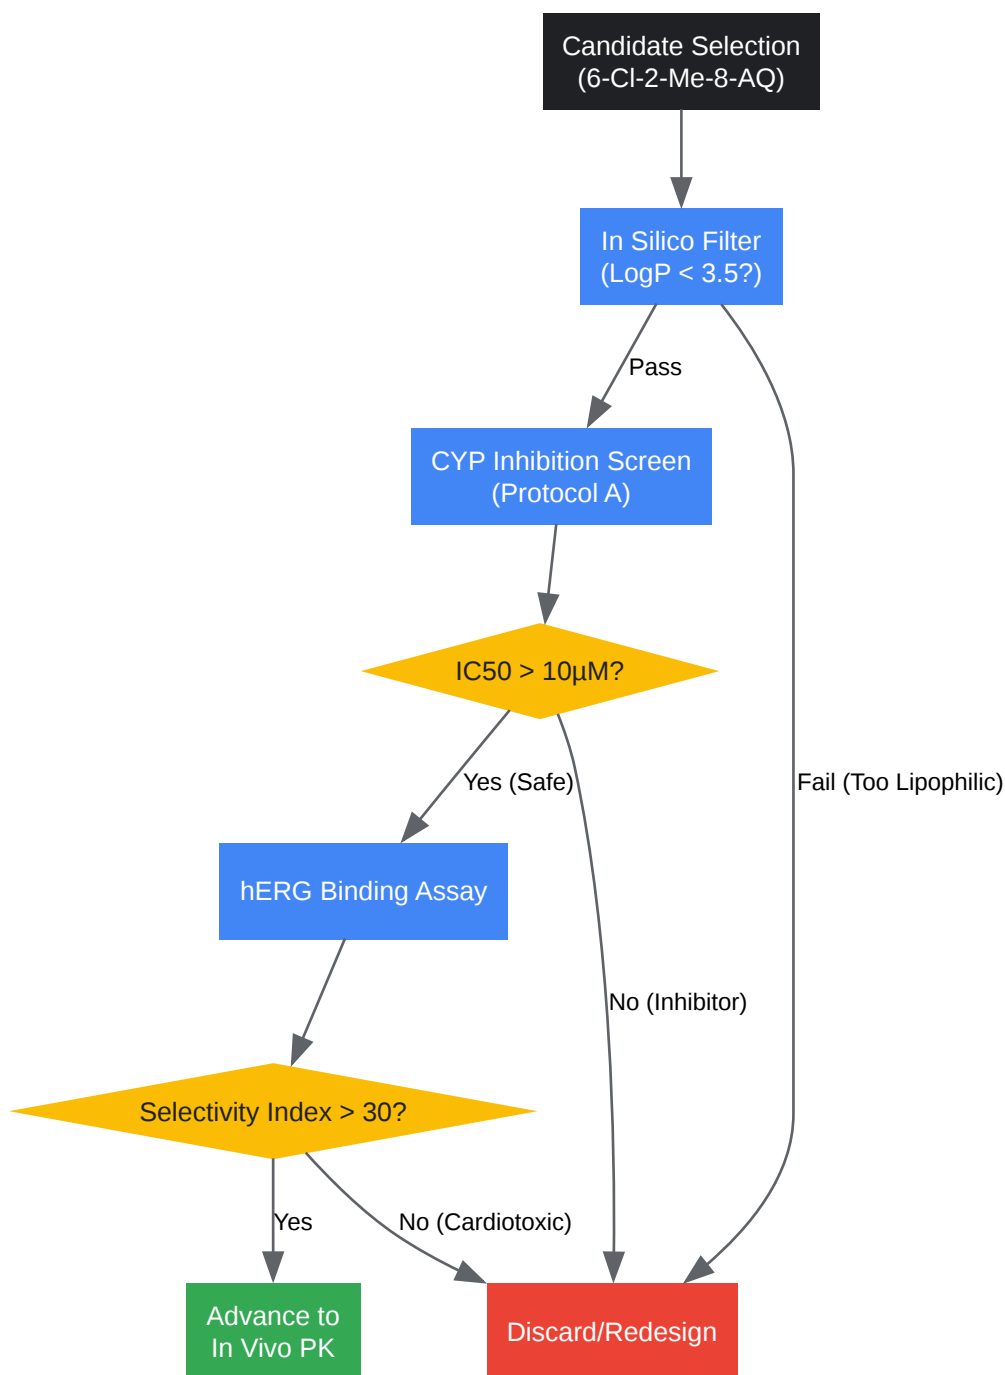 Candidate Selection
(6-Cl-2-Me-8-AQ)
In Silico Filter
(LogP < 3.5?)
Pass
CYP Inhibition Screen
(Protocol A)
IC50 > 10µM?
Yes (Safe)
Fail (Too Lipophilic)
hERG Binding Assay
No (Inhibitor)
Selectivity Index > 30?
Yes
No (Cardiotoxic)
Advance to
In Vivo PK
Discard/Redesign